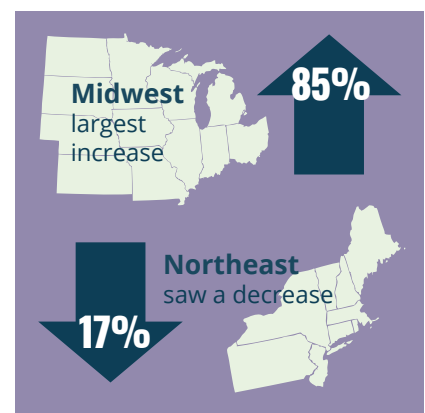 85%
Midwest
largest
increase
Northeast
saw a decrease
17%